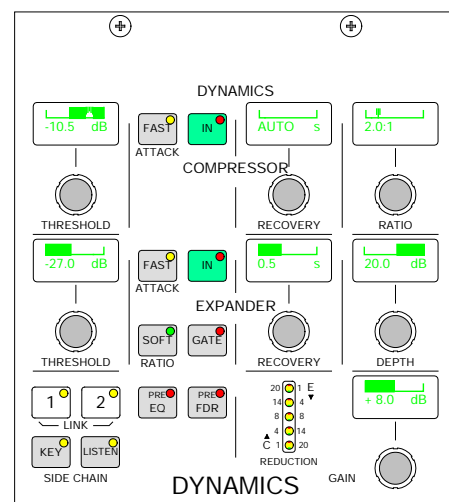 DYNAMICS
-10.5 dB
FAST
IN
AUTO s
2.0:1
ATTACK
COMPRESSOR
THRESHOLD
RECOVERY
RATIO
-27.0 dB
FAST
IN
0.5 s
20.0 dB
ATTACK
EXPANDER
SOFT
GATE
THRESHOLD
RATIO
RECOVERY
DEPTH
1
2
LINK
PRE EQ
PRE FDR
20 1 E
14 4
8 8
4 14
C 1 20
+ 8.0 dB
KEY
LISTEN
REDUCTION
SIDE CHAIN
DYNAMICS
GAIN